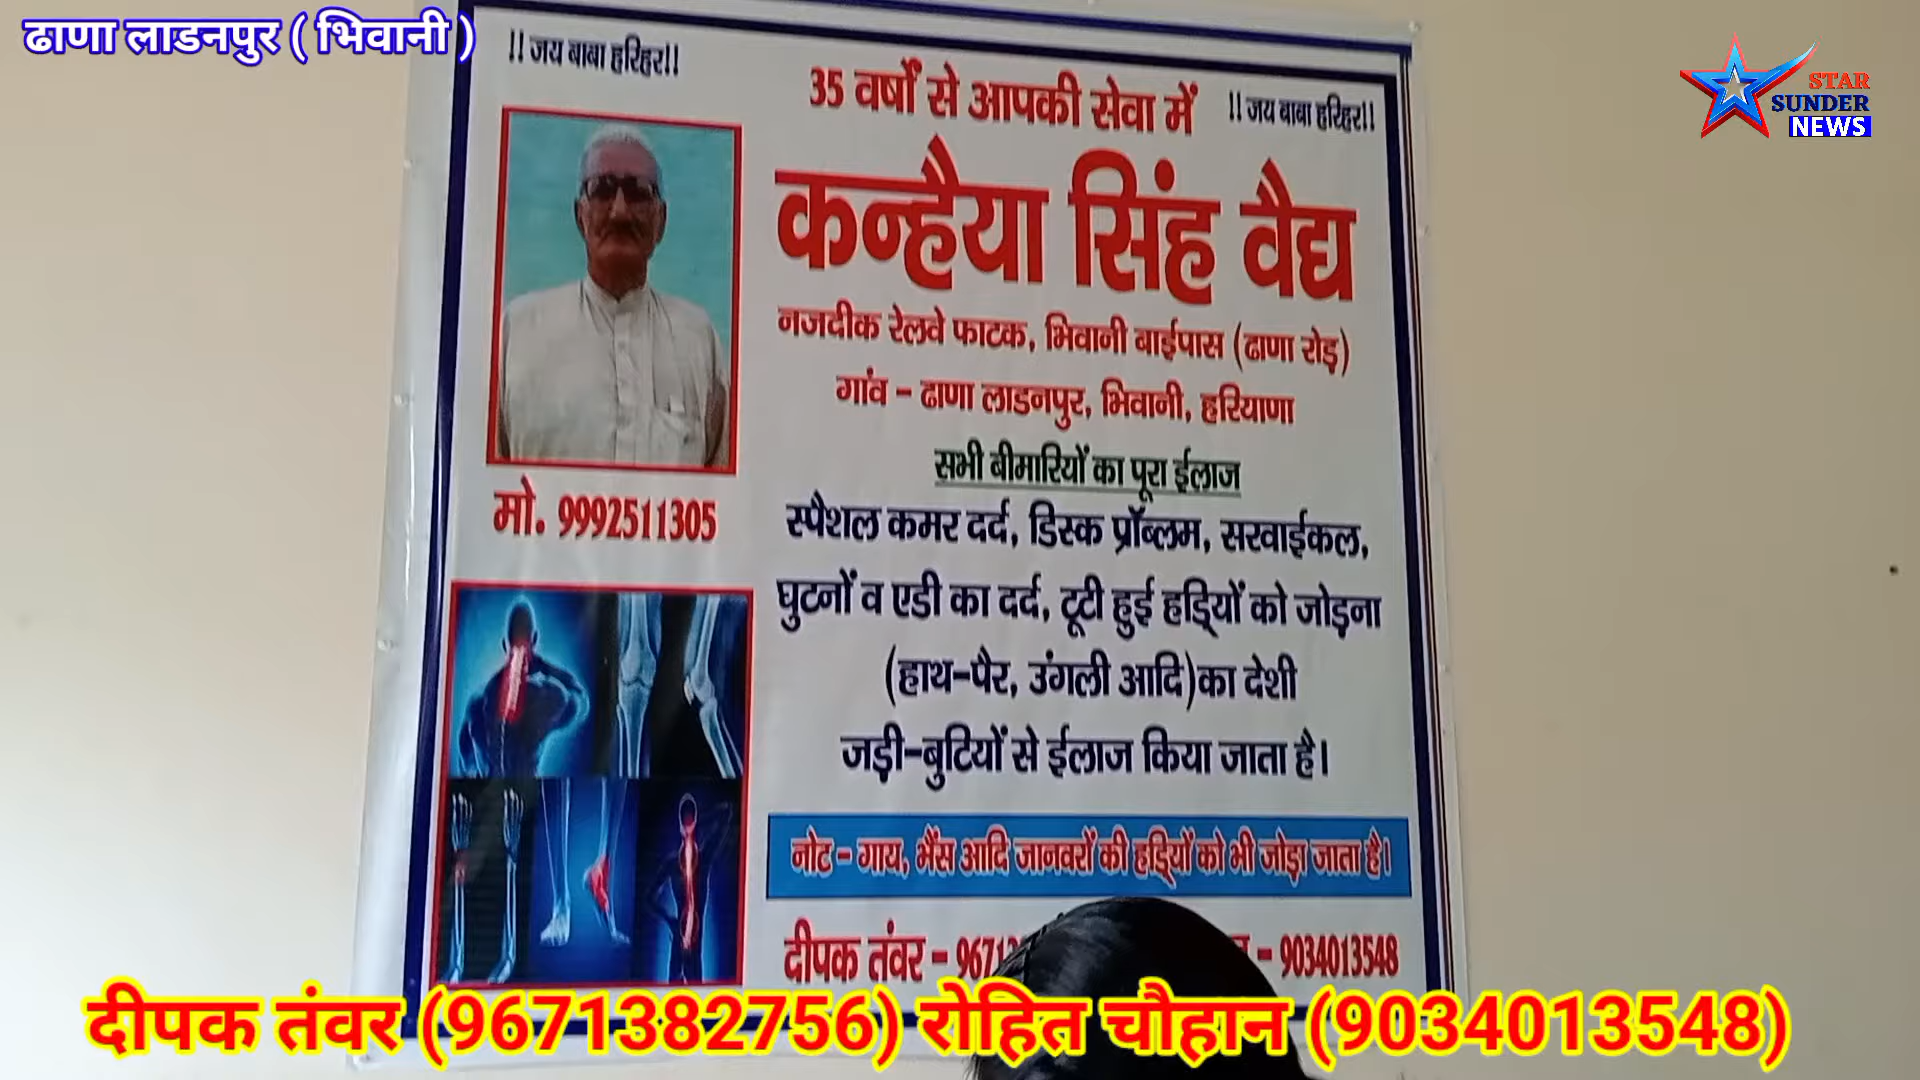 ढाणा लाडनपुर ( भिवानी )
STAR
SUNDER
NEWS
!! जय बाबा हरिहर!!
35 वर्षों से आपकी सेवा में
!! जय बाबा हरिहर!!
कन्हैया सिंह वैद्य
नजदीक रेलवे फाटक, भिवानी बाईपास (ढाणा रोड़)
गांव - ढाणा लाडनपुर, भिवानी, हरियाणा
मो. 9992511305
सभी बीमारियों का पूरा ईलाज
स्पैशल कमर दर्द, डिस्क प्रॉब्लम, सरवाईकल,
घुटनों व एडी का दर्द, टूटी हुई हड्यिों को जोड़ना
(हाथ-पैर, उंगली आदि)का देशी
जड़ी-बुटियों से ईलाज किया जाता है।
नोट - गाय, भैंस आदि जानवरों की हड्यिों को भी जोड़ा जाता है।
दीपक तंवर - 9671 - 9034013548
दीपक तंवर (9671382756) रोहित चौहान (9034013548)